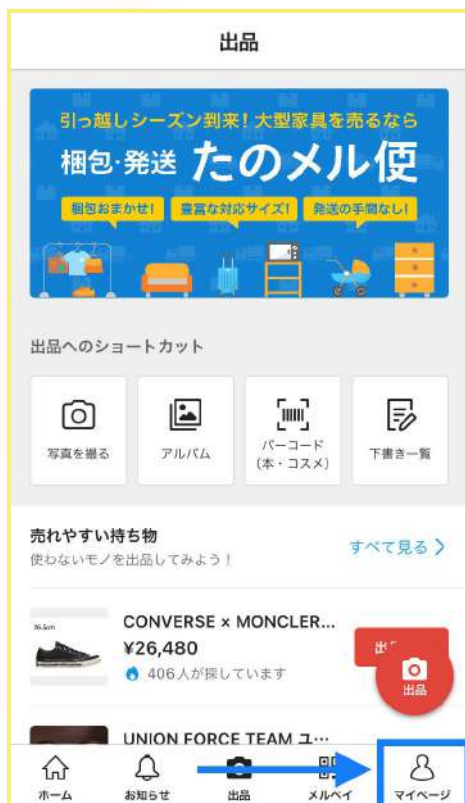 出品
引っ越しシーズン到来!大型家具を売るなら
梱包・発送 たのメル便
梱包おまかせ!
豊富な対応サイズ!
発送の手間なし!
出品へのショートカット
写真を撮る
アルバム
バーコード
(本・コスメ)
下書き一覧
売れやすい持ち物
使わないモノを出品してみよう!
すべて見る
26.5cm
CONVERSE × MONCLER...
¥26,480
406人が探しています
出
出品
UNION FORCE TEAM ユ...
ホーム
お知らせ
出品
メルペイ
マイページ